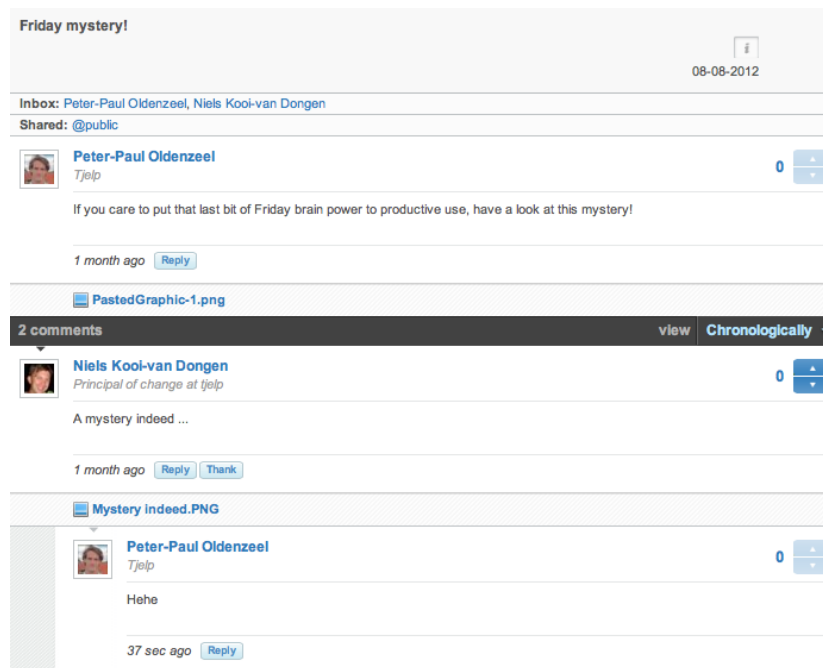 Friday mystery!
i
08-08-2012
Inbox: Peter-Paul Oldenzeel, Niels Kooi-van Dongen
Shared: @public
Peter-Paul Oldenzeel
0
Tjelp
If you care to put that last bit of Friday brain power to productive use, have a look at this mystery!
1 month ago Reply
PastedGraphic-1.png
2 comments view Chronologically
Niels Kooi-van Dongen
0
Principal of change at tjelp
A mystery indeed ...
1 month ago Reply Thank
Mystery indeed.PNG
Peter-Paul Oldenzeel
0
Tjelp
Hehe
37 sec ago Reply